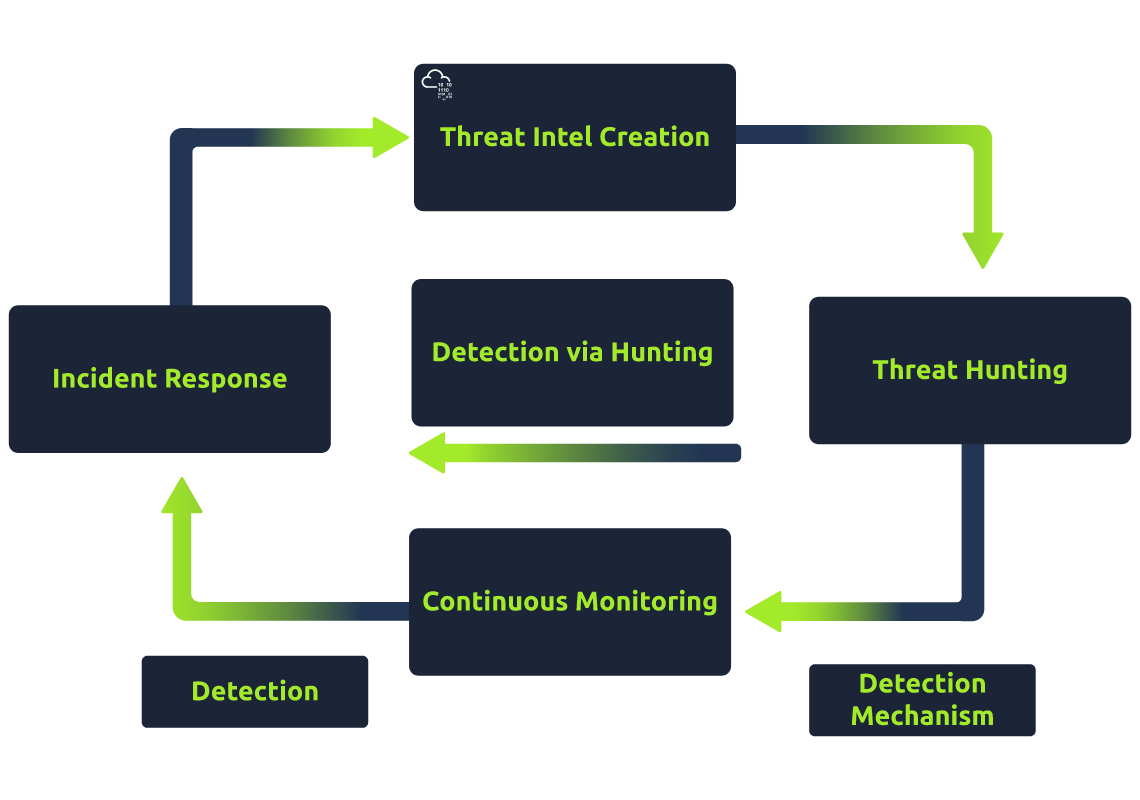 Threat Intel Creation
Detection via Hunting
Threat Hunting
Incident Response
Continuous Monitoring
Detection
Detection
Mechanism